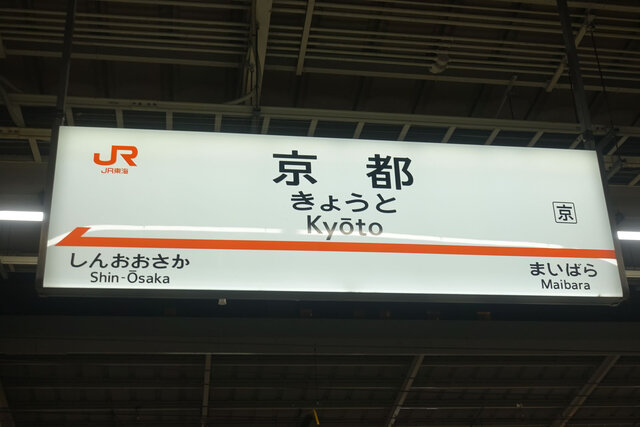 JR
JR東海
京都
きょうと
Kyōto
京
しんおおさか
Shin-Ōsaka
まいばら
Maibara